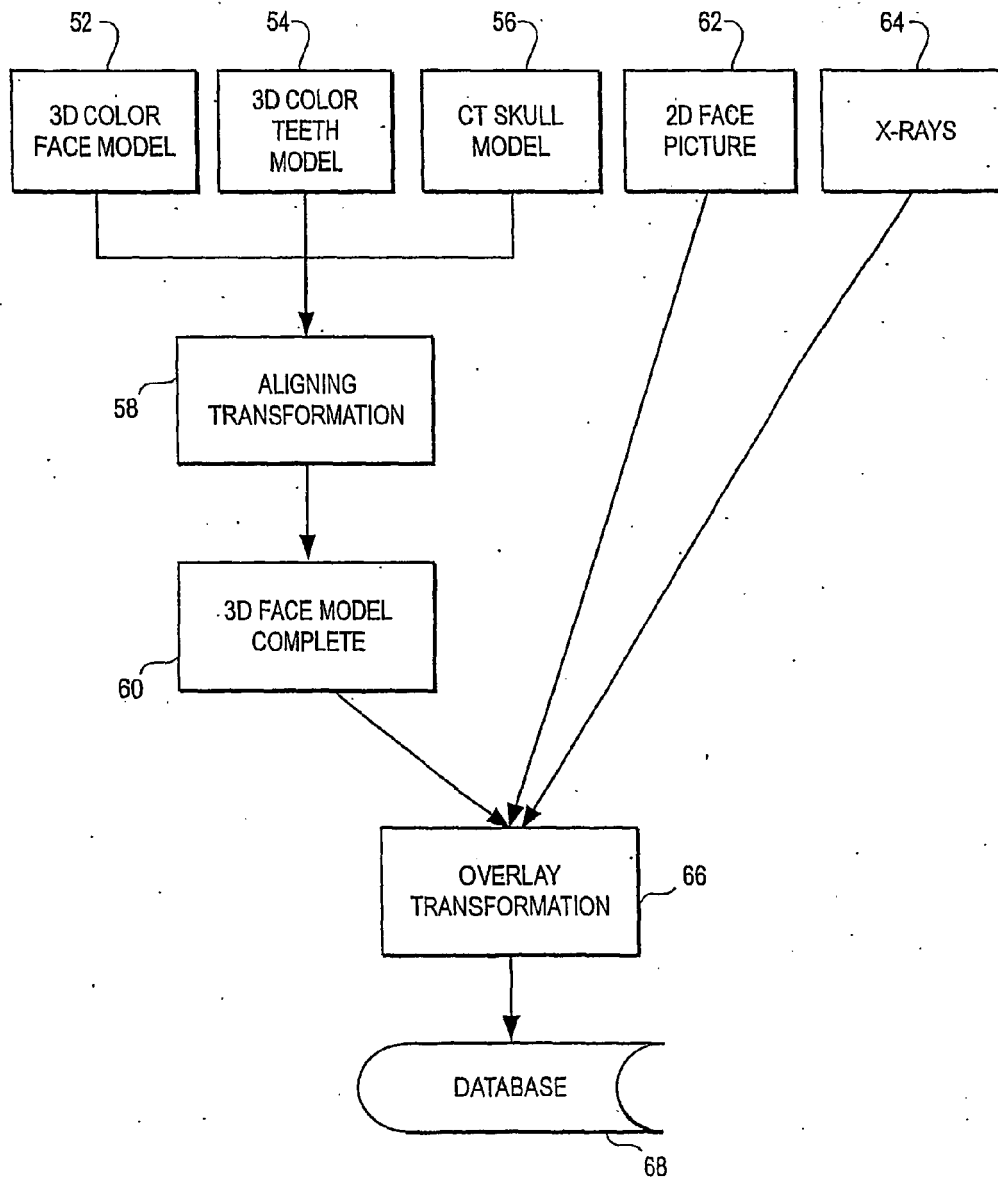 52
54
56
62
64
3D COLOR
FACE MODEL
3D COLOR
TEETH
MODEL
CT SKULL
MODEL
2D FACE
PICTURE
X-RAYS
58
ALIGNING
TRANSFORMATION
3D FACE MODEL
COMPLETE
60
OVERLAY
TRANSFORMATION
66
DATABASE
68